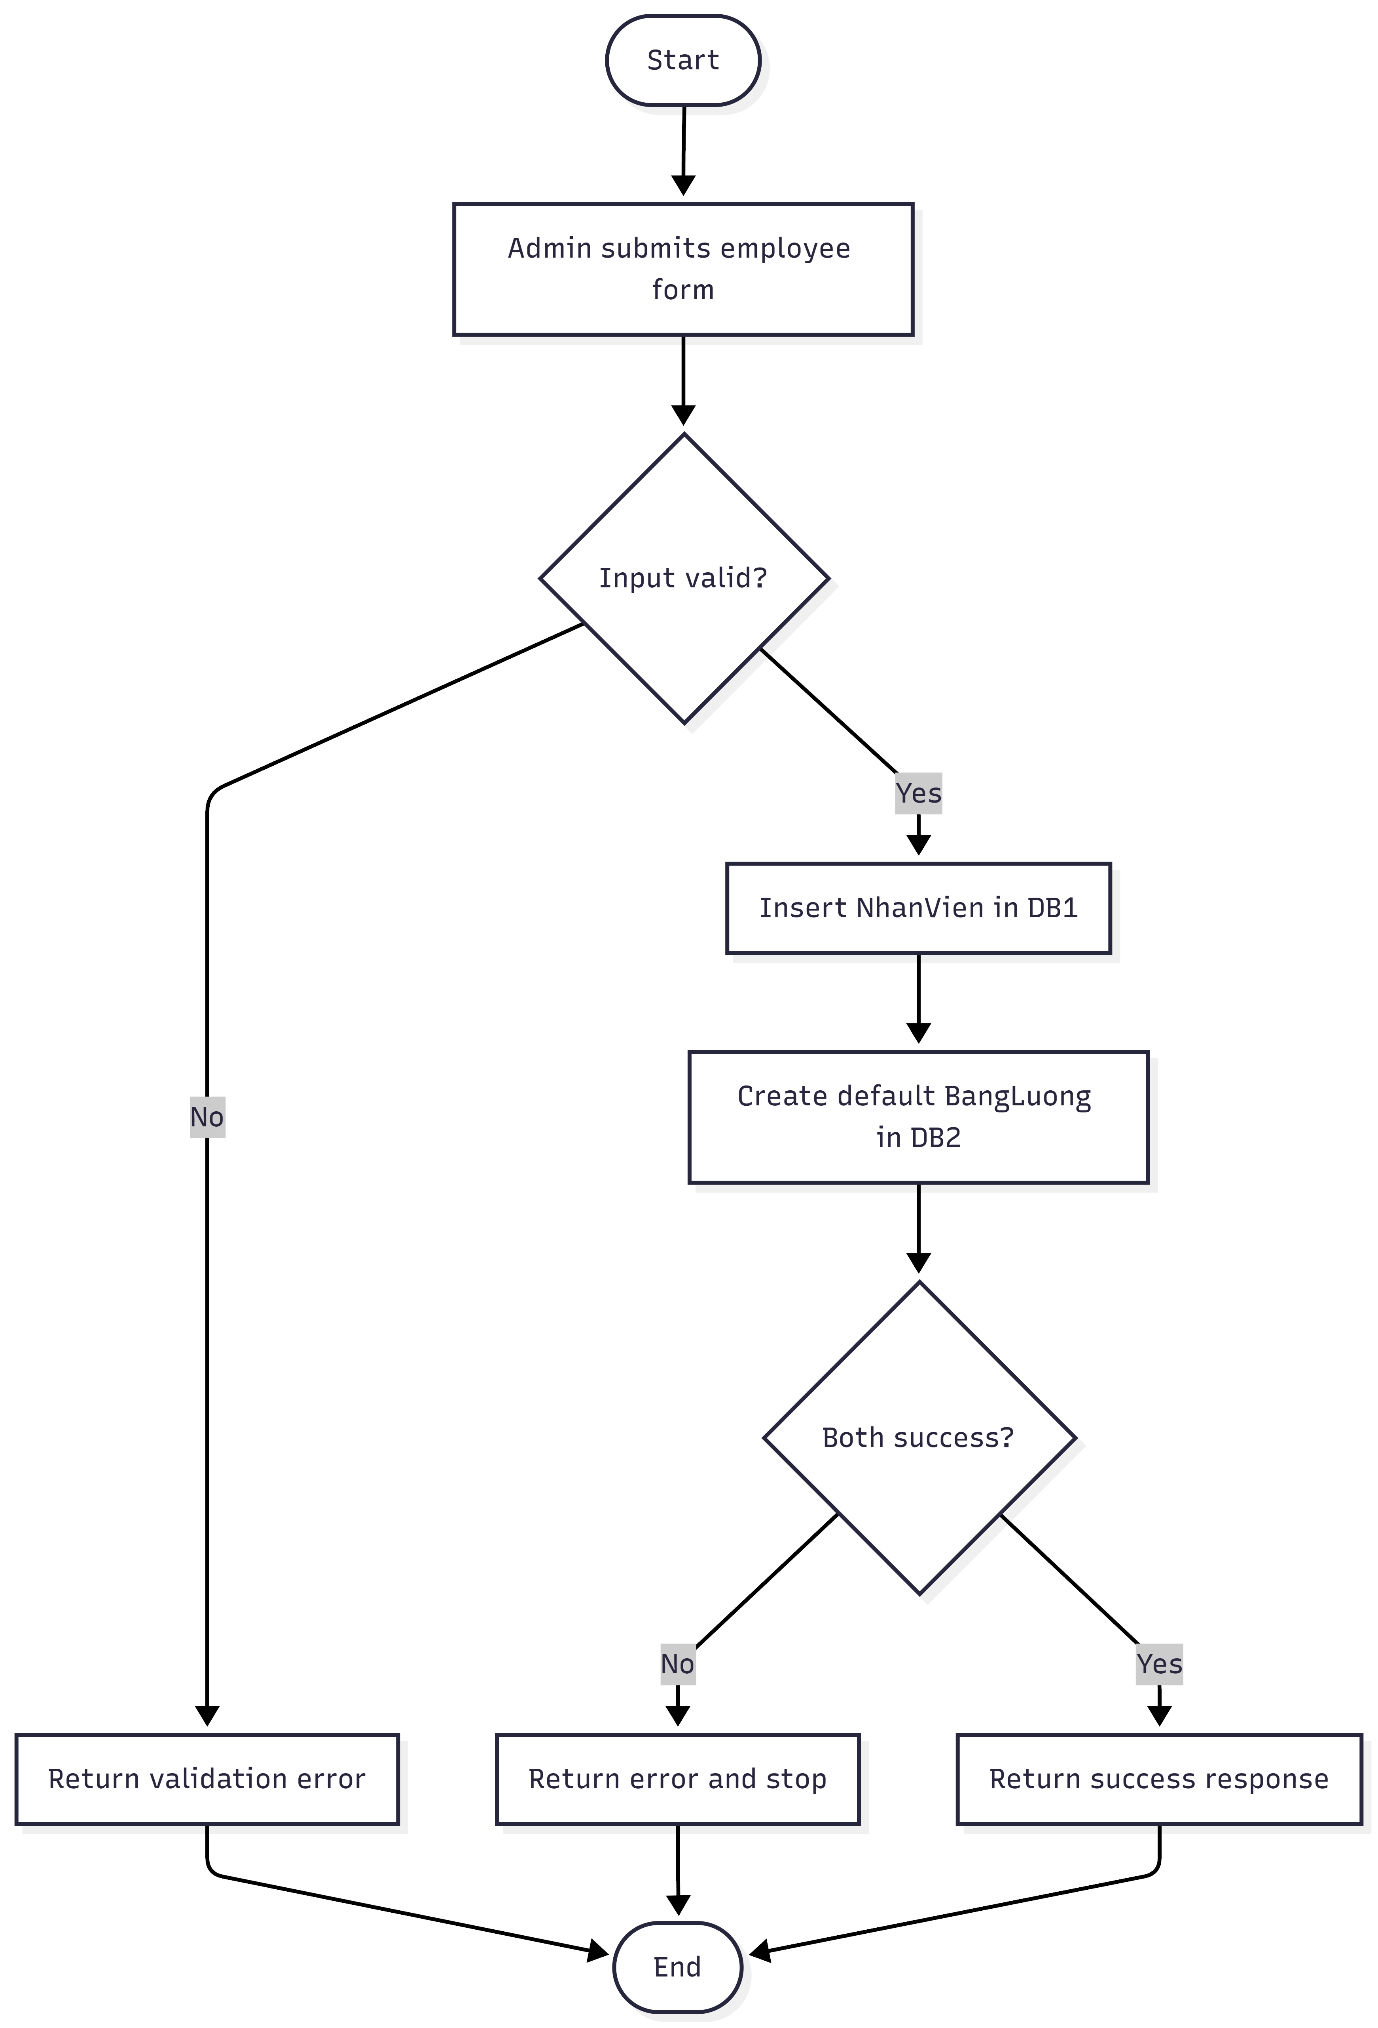 Start
Admin submits employee
form
Input valid?
Yes
Insert NhanVien in DB1
Create default BangLuong
in DB2
No
Both success?
No
Yes
Return validation error
Return error and stop
Return success response
End